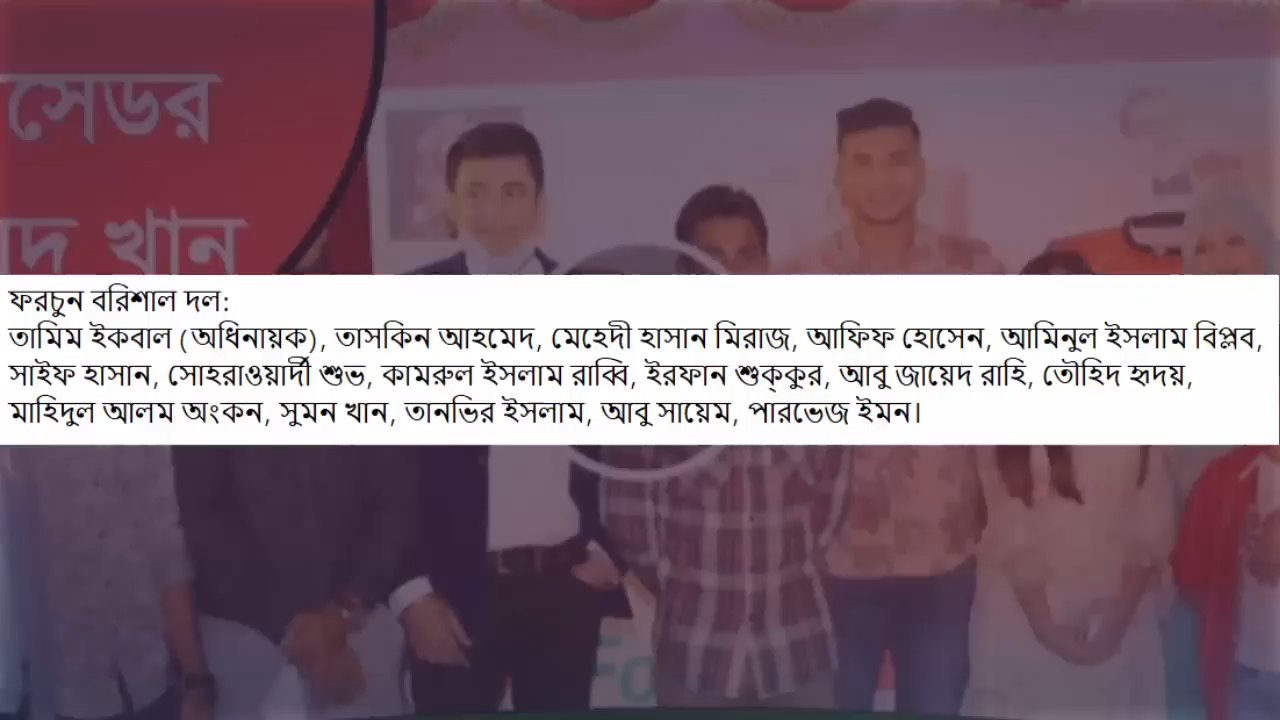 সেডর
দ খান
ফরচুন বরিশাল দল:
তামিম ইকবাল (অধিনায়ক), তাসকিন আহমেদ, মেহেদী হাসান মিরাজ, আফিফ হোসেন, আমিনুল ইসলাম বিপ্লব,
সাইফ হাসান, সোহরাওয়ার্দী শুভ, কামরুল ইসলাম রাব্বি, ইরফান শুক্কুর, আবু জায়েদ রাহি, তৌহিদ হৃদয়,
মাহিদুল আলম অংকন, সুমন খান, তানভির ইসলাম, আবু সায়েম, পারভেজ ইমন।